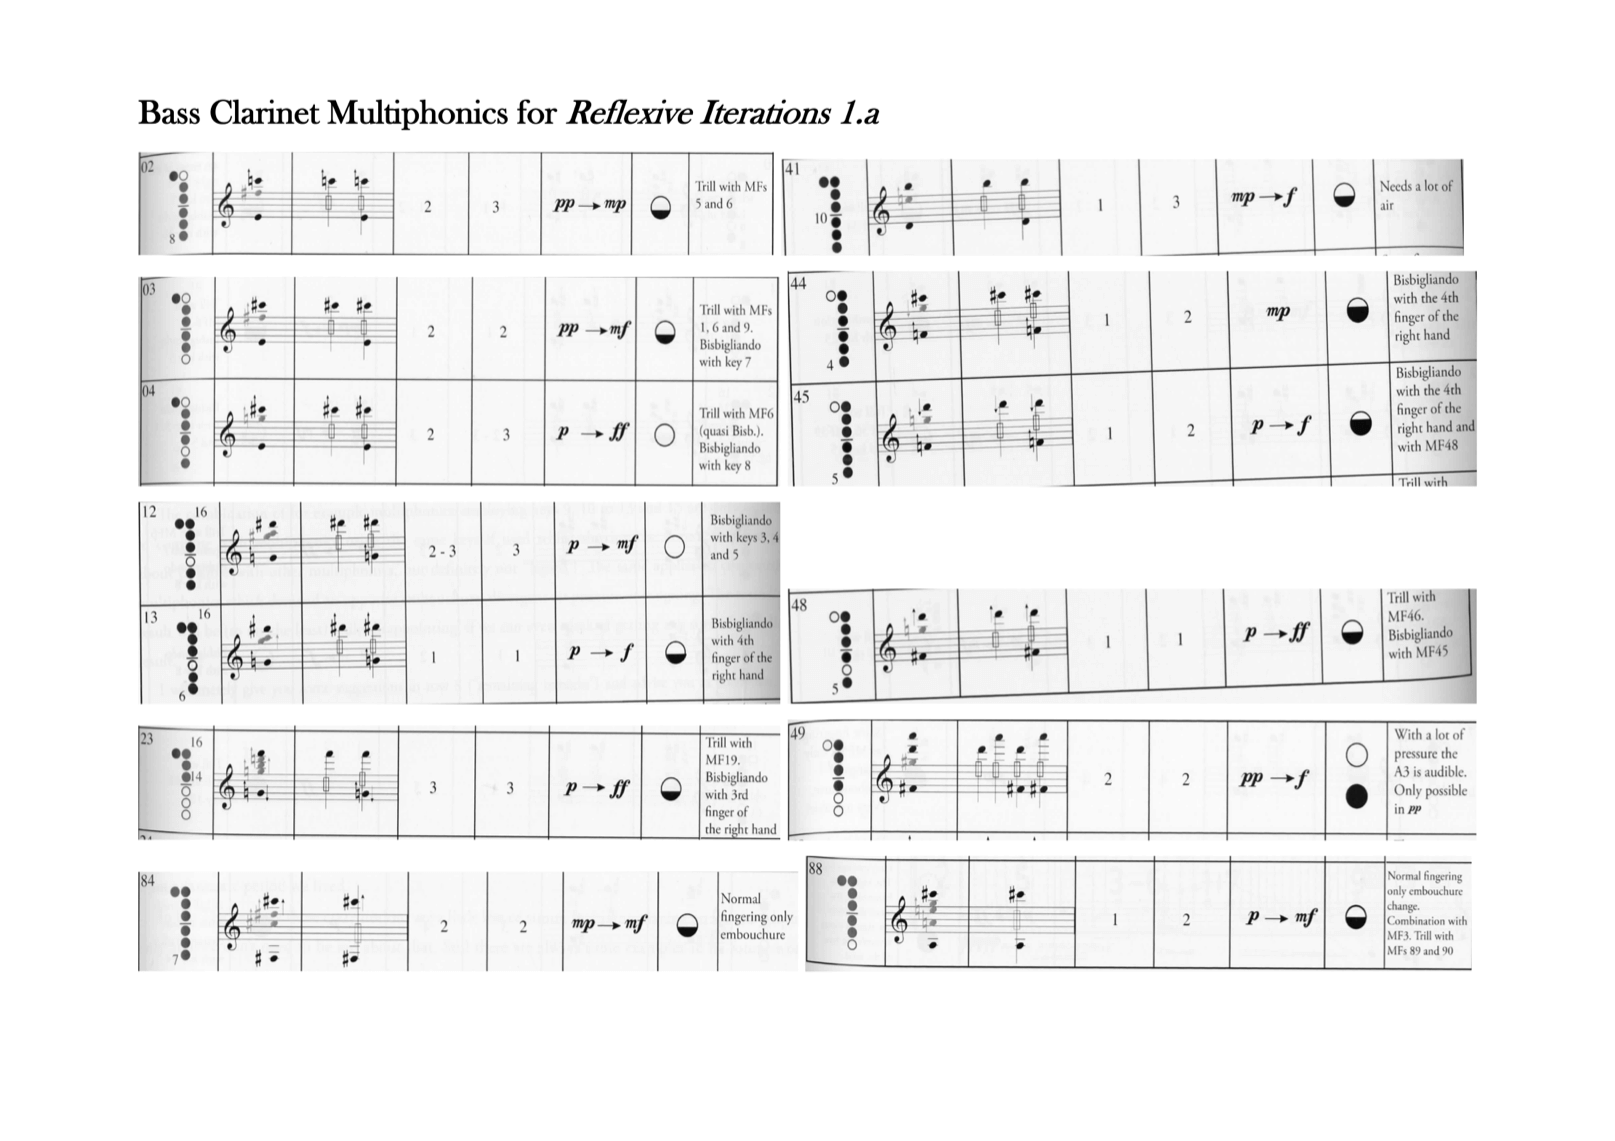 Bass Clarinet Multiphonics for Reflexive Iterations 1.a
02
8
2
3
pp → mp
Trill with MFs
5 and 6
03
2
2
pp → mf
Trill with MFs
1, 6 and 9.
Bisbigliando
with key 7
04
2
3
p → ff
Trill with MF6
(quasi Bisb.).
Bisbigliando
with key 8
12
16
2 - 3
3
p → mf
Bisbigliando
with keys 3, 4
and 5
13
16
6
1
1
p → f
Bisbigliando
with 4th
finger of the
right hand
23
16
14
3
3
p → ff
Trill with
MF19.
Bisbigliando
with 3rd
finger of
the right hand
84
7
2
2
mp → mf
Normal
fingering only
embouchure
41
10
1
3
mp → f
Needs a lot of
air
44
4
1
2
mp
Bisbigliando
with the 4th
finger of the
right hand
45
5
1
2
p → f
Bisbigliando
with the 4th
finger of the
right hand and
with MF48
Trill with
48
5
1
1
p → ff
Trill with
MF46.
Bisbigliando
with MF45
49
2
2
pp → f
With a lot of
pressure the
A3 is audible.
Only possible
in pp
88
1
2
p → mf
Normal fingering
only embouchure
change.
Combination with
MF3. Trill with
MFs 89 and 90